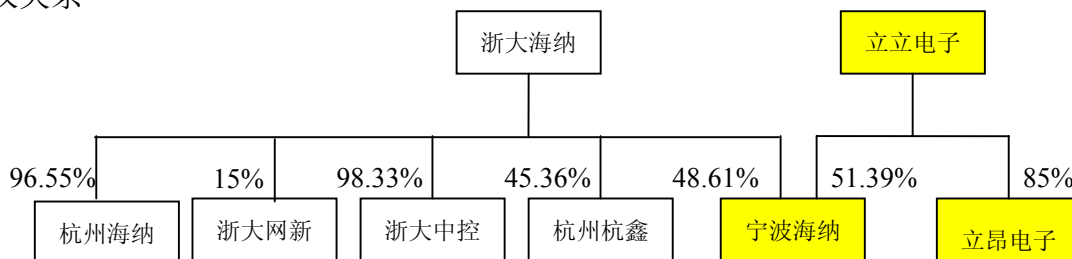 浙大海纳
立立电子
96.55%
15%
98.33%
45.36%
48.61%
51.39%
85%
杭州海纳
浙大网新
浙大中控
杭州杭鑫
宁波海纳
立昂电子